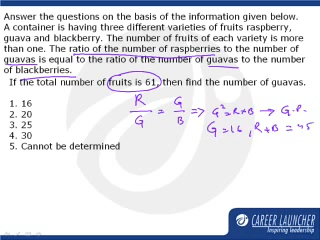 Answer the questions on the basis of the information given below.
A container is having three different varieties of fruits raspberry,
guava and blackberry. The number of fruits of each variety is more
than one. The ratio of the number of raspberries to the number of
guavas is equal to the ratio of the number of guavas to the number
of blackberries.
If the total number of fruits is 61, then find the number of guavas.
1. 16
2. 20
3. 25
4. 30
5. Cannot be determined
R/G = G/B => G² = R×B → G.P.
G = 16, R+B = 45
CAREER LAUNCHER
Inspiring leadership